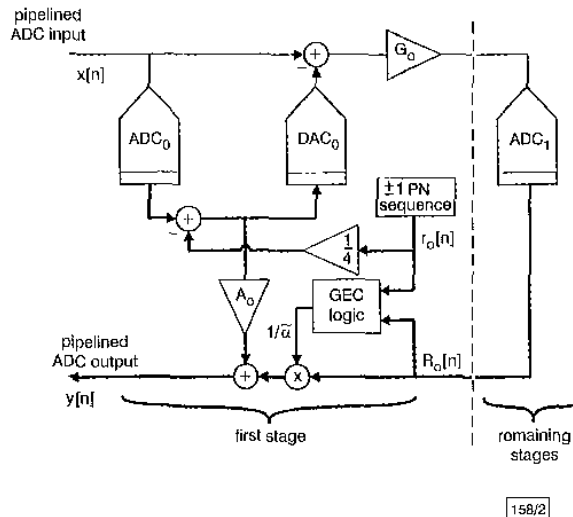 pipelined
ADC input
x[n]
G₀
ADC₀
DAC₀
ADC₁
±1 PN
sequence
r₀[n]
1/4
A₀
GEC
logic
1/α̃
pipelined
ADC output
R₀[n]
+
x
y[n]
first stage
remaining
stages
158/2